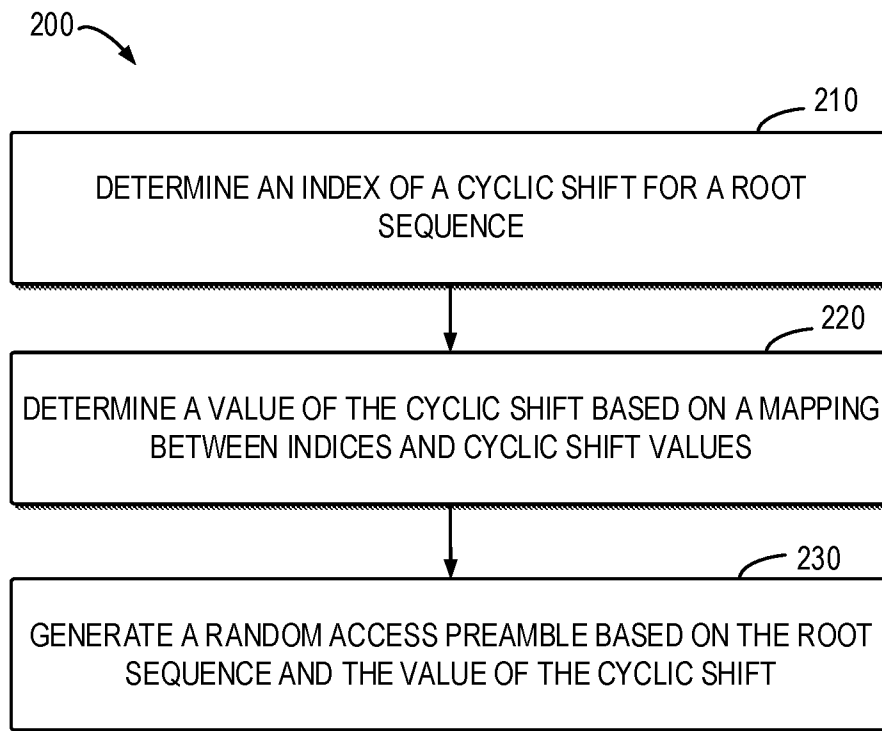 200
210
DETERMINE AN INDEX OF A CYCLIC SHIFT FOR A ROOT
SEQUENCE
220
DETERMINE A VALUE OF THE CYCLIC SHIFT BASED ON A MAPPING
BETWEEN INDICES AND CYCLIC SHIFT VALUES
230
GENERATE A RANDOM ACCESS PREAMBLE BASED ON THE ROOT
SEQUENCE AND THE VALUE OF THE CYCLIC SHIFT